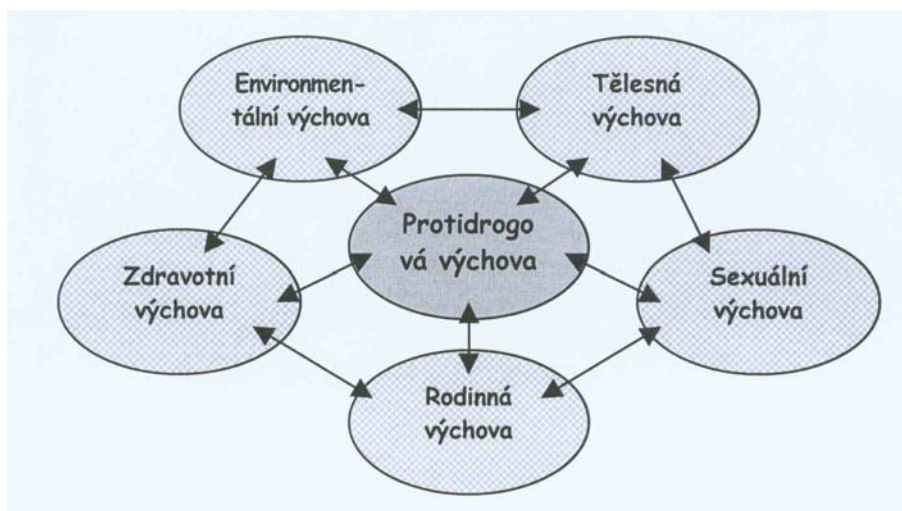 Environmen-
tální výchova
Tělesná
výchova
Protidrogo
vá výchova
Zdravotní
výchova
Sexuální
výchova
Rodinná
výchova